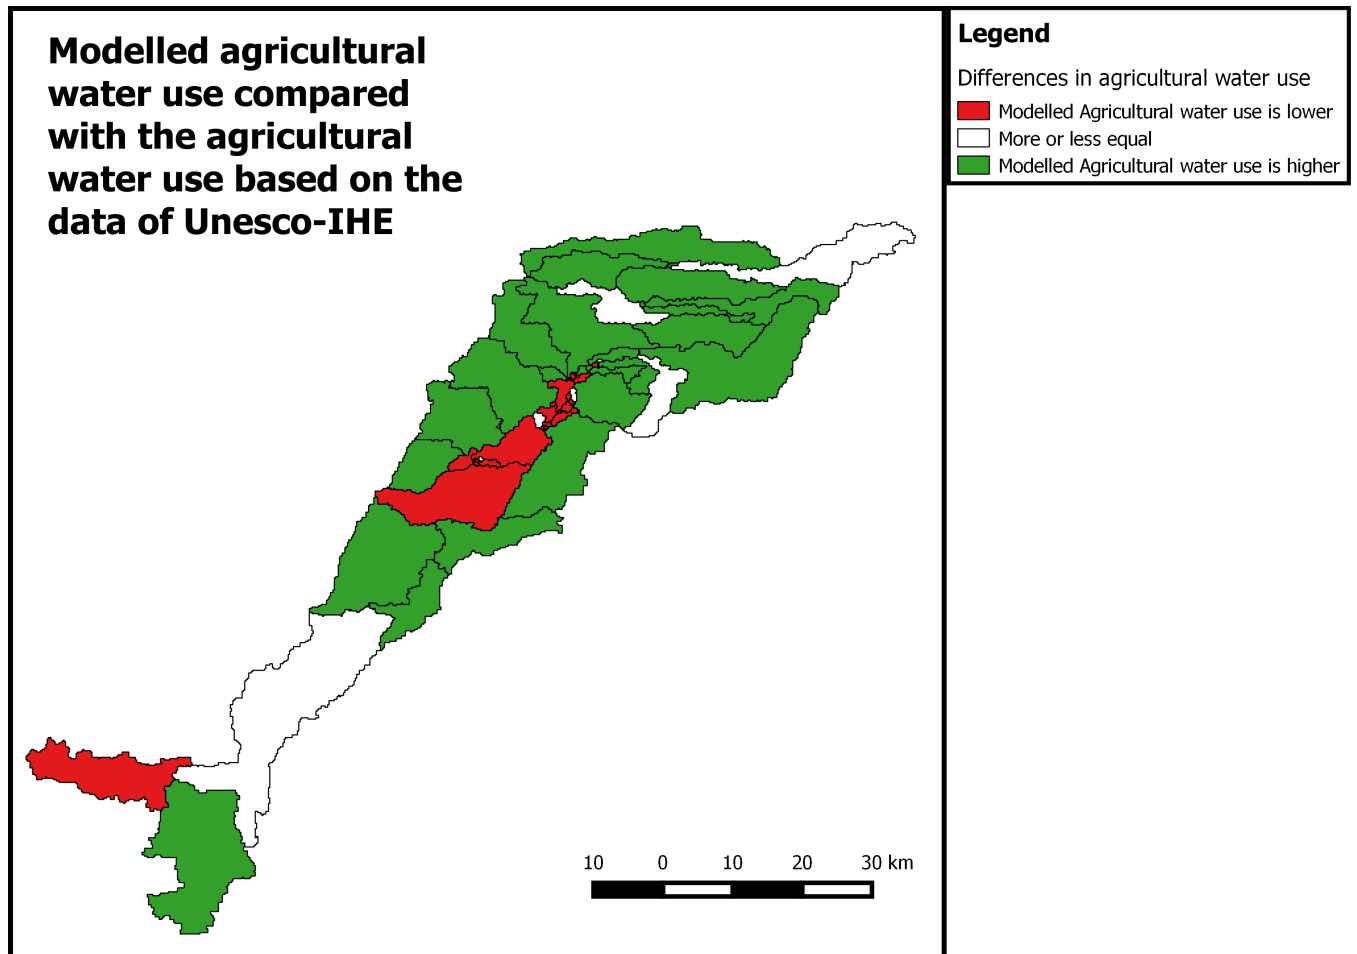 Modelled agricultural
water use compared
with the agricultural
water use based on the
data of Unesco-IHE
Legend
Differences in agricultural water use
Modelled Agricultural water use is lower
More or less equal
Modelled Agricultural water use is higher
10 0 10 20 30 km